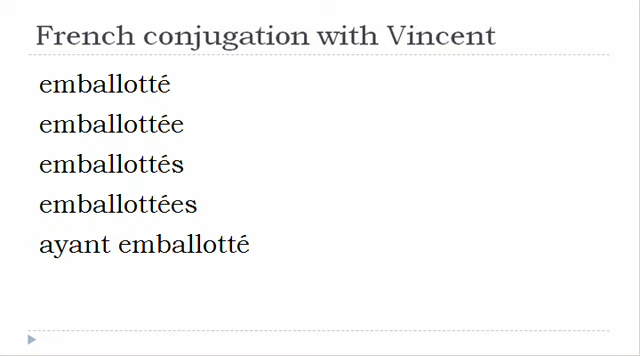 French conjugation with Vincent
emballotté
emballottée
emballottés
emballottées
ayant emballotté